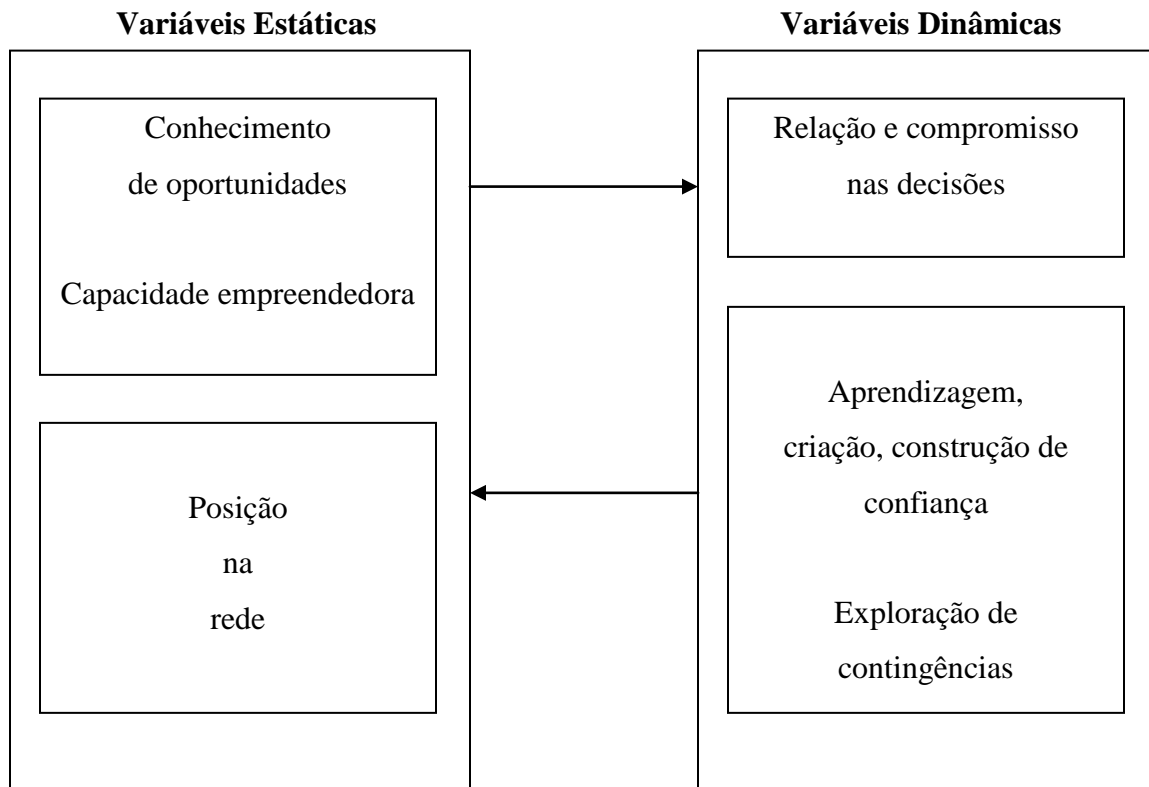 Variáveis Estáticas
Conhecimento
de oportunidades
Capacidade empreendedora
Posição
na
rede
Variáveis Dinâmicas
Relação e compromisso
nas decisões
Aprendizagem,
criação, construção de
confiança
Exploração de
contingências